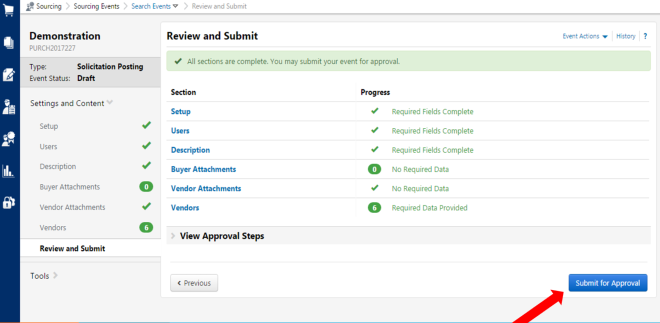 Sourcing > Sourcing Events > Search Events > Review and Submit
Demonstration
PURCH2017227
Type: Solicitation Posting
Event Status: Draft
Settings and Content
Setup
Users
Description
Buyer Attachments 0
Vendor Attachments
Vendors 6
Review and Submit
Tools >
Review and Submit
Event Actions History ?
All sections are complete. You may submit your event for approval.
Section Progress
Setup Required Fields Complete
Users Required Fields Complete
Description Required Fields Complete
Buyer Attachments 0 No Required Data
Vendor Attachments No Required Data
Vendors 6 Required Data Provided
> View Approval Steps
< Previous
Submit for Approval